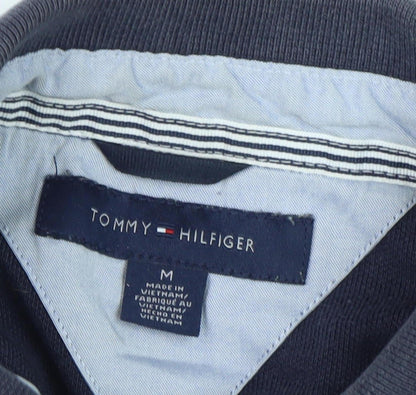 TOMMY HILFIGER
M
MADE IN
VIETNAM/
FABRIQUÉ AU
VIETNAM/
HECHO EN
VIETNAM